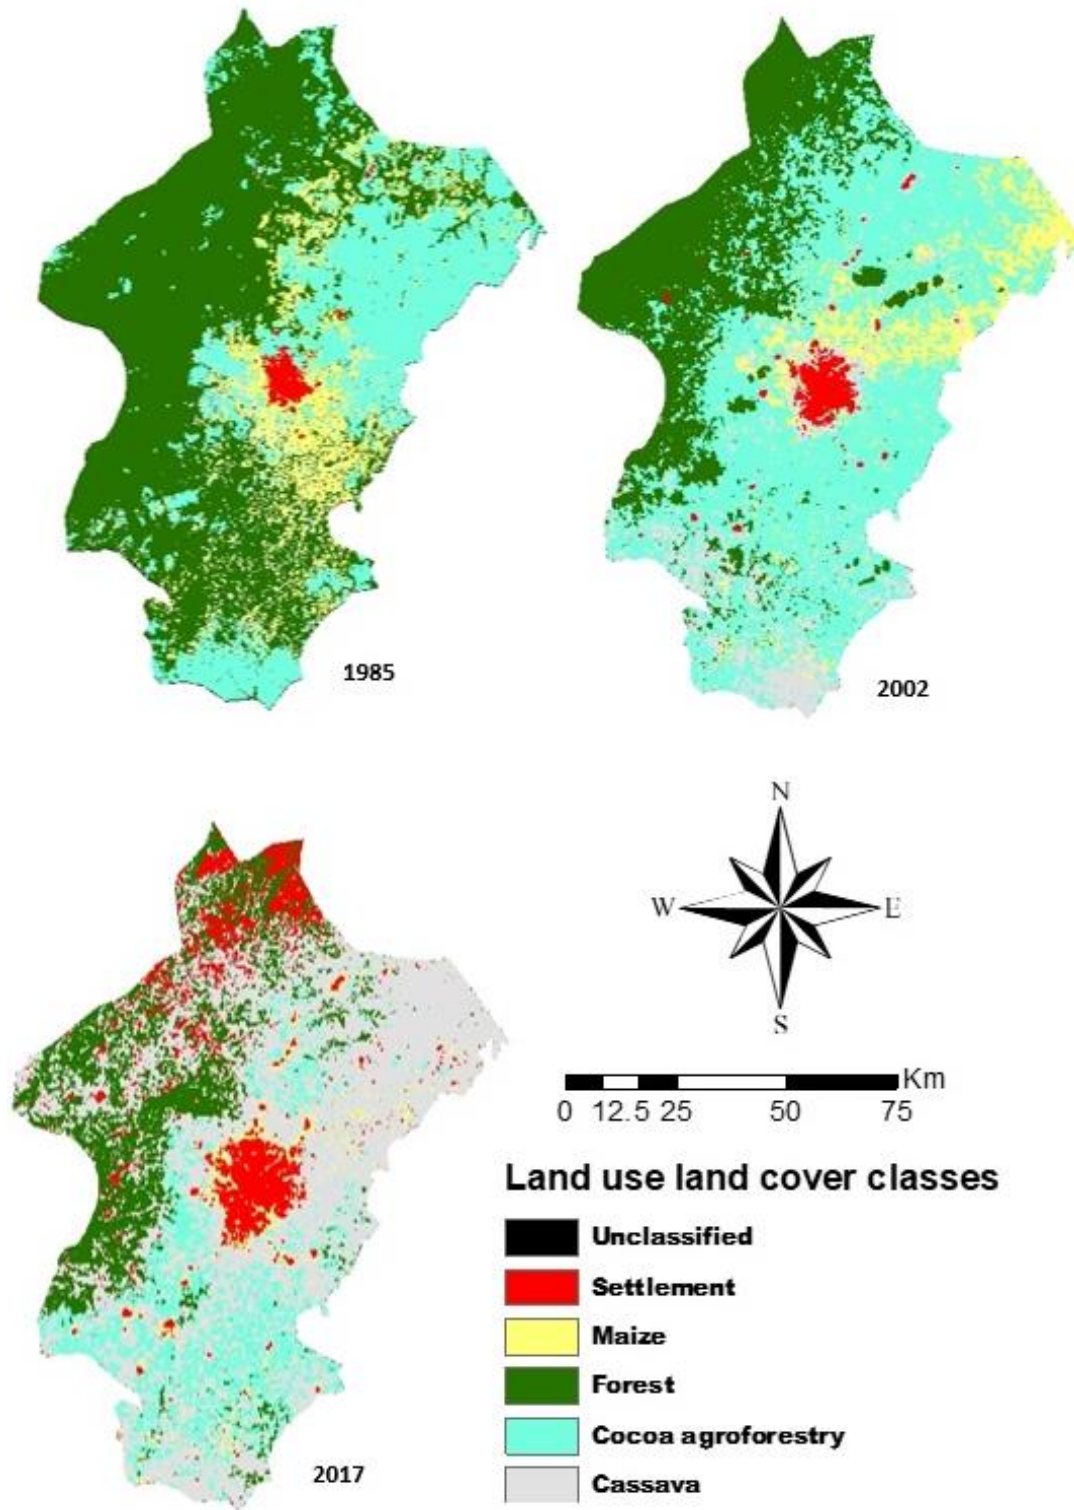 1985
2002
N
W E
S
Km
0 12.5 25 50 75
Land use land cover classes
Unclassified
Settlement
Maize
Forest
Cocoa agroforestry
Cassava
2017